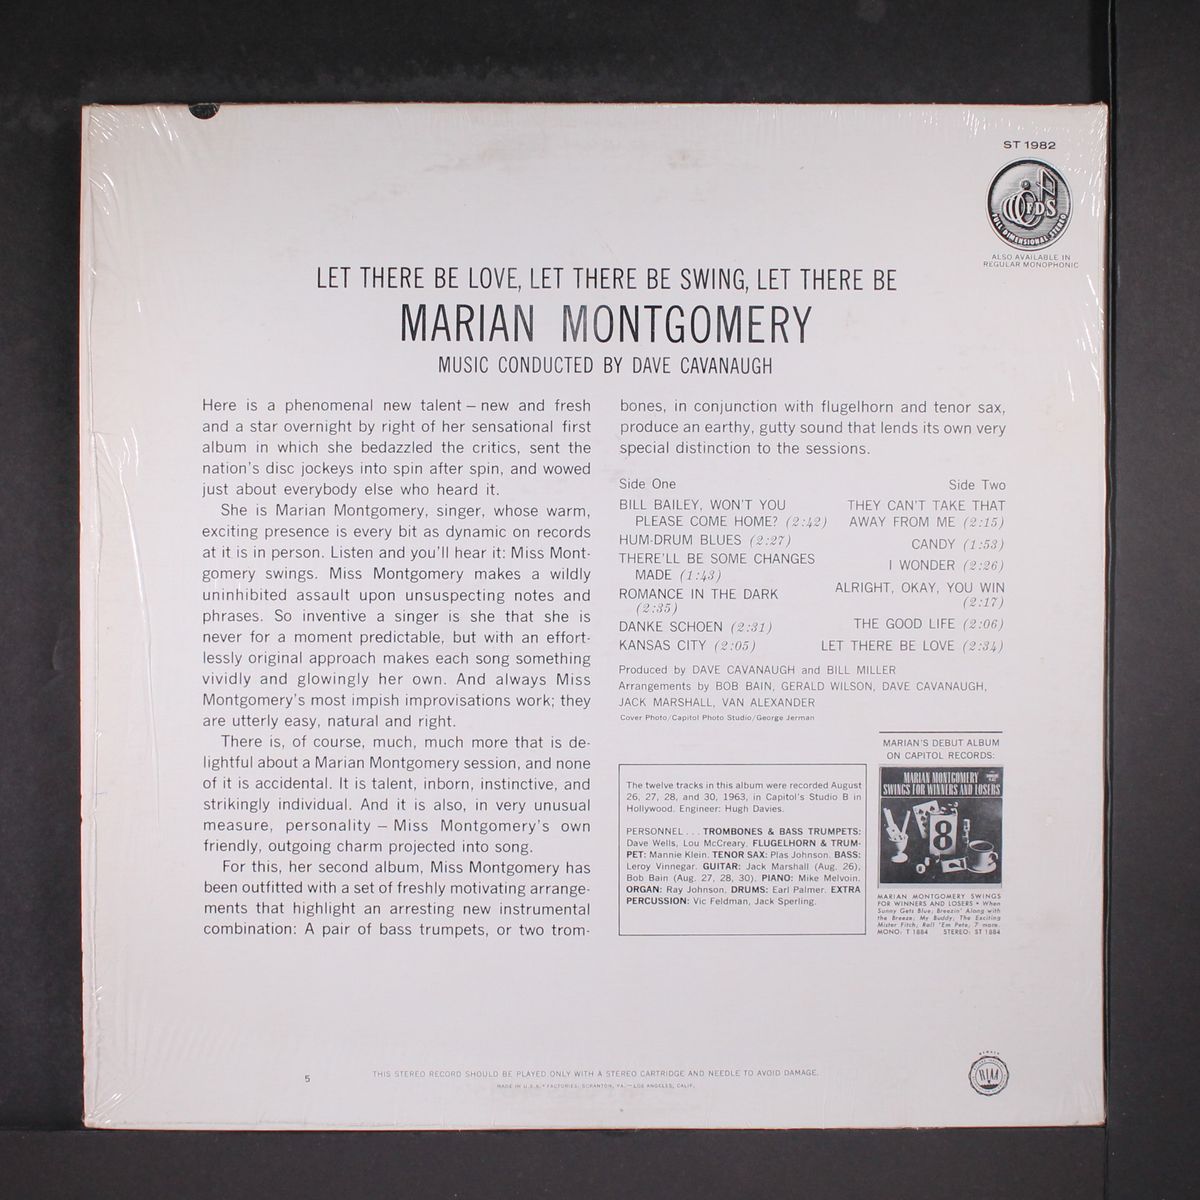 ST 1982
FDS
FULL DIMENSIONAL STEREO
ALSO AVAILABLE IN
REGULAR MONOPHONIC
LET THERE BE LOVE, LET THERE BE SWING, LET THERE BE
MARIAN MONTGOMERY
MUSIC CONDUCTED BY DAVE CAVANAUGH
Here is a phenomenal new talent – new and fresh
and a star overnight by right of her sensational first
album in which she bedazzled the critics, sent the
nation's disc jockeys into spin after spin, and wowed
just about everybody else who heard it.
She is Marian Montgomery, singer, whose warm,
exciting presence is every bit as dynamic on records
at it is in person. Listen and you'll hear it: Miss Mont-
gomery swings. Miss Montgomery makes a wildly
uninhibited assault upon unsuspecting notes and
phrases. So inventive a singer is she that she is
never for a moment predictable, but with an effort-
lessly original approach makes each song something
vividly and glowingly her own. And always Miss
Montgomery's most impish improvisations work; they
are utterly easy, natural and right.
There is, of course, much, much more that is de-
lightful about a Marian Montgomery session, and none
of it is accidental. It is talent, inborn, instinctive, and
strikingly individual. And it is also, in very unusual
measure, personality – Miss Montgomery's own
friendly, outgoing charm projected into song.
For this, her second album, Miss Montgomery has
been outfitted with a set of freshly motivating arrange-
ments that highlight an arresting new instrumental
combination: A pair of bass trumpets, or two trom-
bones, in conjunction with flugelhorn and tenor sax,
produce an earthy, gutty sound that lends its own very
special distinction to the sessions.
Side One
BILL BAILEY, WON'T YOU
PLEASE COME HOME? (2:42)
HUM-DRUM BLUES (2:27)
THERE'LL BE SOME CHANGES
MADE (1:43)
ROMANCE IN THE DARK
(2:35)
DANKE SCHOEN (2:31)
KANSAS CITY (2:05)
Side Two
THEY CAN'T TAKE THAT
AWAY FROM ME (2:15)
CANDY (1:53)
I WONDER (2:26)
ALRIGHT, OKAY, YOU WIN
(2:17)
THE GOOD LIFE (2:06)
LET THERE BE LOVE (2:34)
Produced by DAVE CAVANAUGH and BILL MILLER
Arrangements by BOB BAIN, GERALD WILSON, DAVE CAVANAUGH,
JACK MARSHALL, VAN ALEXANDER
Cover Photo/Capitol Photo Studio/George Jerman
The twelve tracks in this album were recorded August
26, 27, 28, and 30, 1963, in Capitol's Studio B in
Hollywood. Engineer: Hugh Davies.
PERSONNEL . . . TROMBONES & BASS TRUMPETS:
Dave Wells, Lou McCreary. FLUGELHORN & TRUM-
PET: Mannie Klein. TENOR SAX: Plas Johnson. BASS:
Leroy Vinnegar. GUITAR: Jack Marshall (Aug. 26),
Bob Bain (Aug. 27, 28, 30). PIANO: Mike Melvoin.
ORGAN: Ray Johnson. DRUMS: Earl Palmer. EXTRA
PERCUSSION: Vic Feldman, Jack Sperling.
MARIAN'S DEBUT ALBUM
ON CAPITOL RECORDS:
MARIAN MONTGOMERY
SWINGS FOR WINNERS AND LOSERS
8
MARIAN MONTGOMERY SWINGS
FOR WINNERS AND LOSERS • When
Sunny Gets Blue; Breezin' Along with
the Breeze; My Buddy; The Exciting
Mister Fitch; Roll 'Em Pete; 7 more.
MONO: T 1884 STEREO: ST 1884
5
THIS STEREO RECORD SHOULD BE PLAYED ONLY WITH A STEREO CARTRIDGE AND NEEDLE TO AVOID DAMAGE.
MADE IN U.S.A. • FACTORIES: SCRANTON, PA. — LOS ANGELES, CALIF.
RIAA